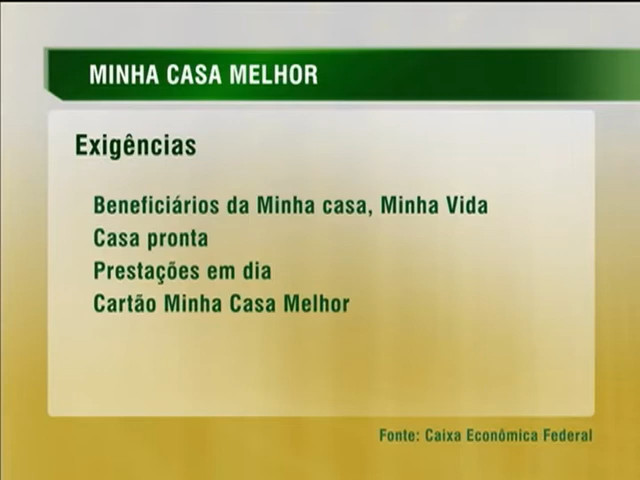 MINHA CASA MELHOR
Exigências
Beneficiários da Minha casa, Minha Vida
Casa pronta
Prestações em dia
Cartão Minha Casa Melhor
Fonte: Caixa Econômica Federal